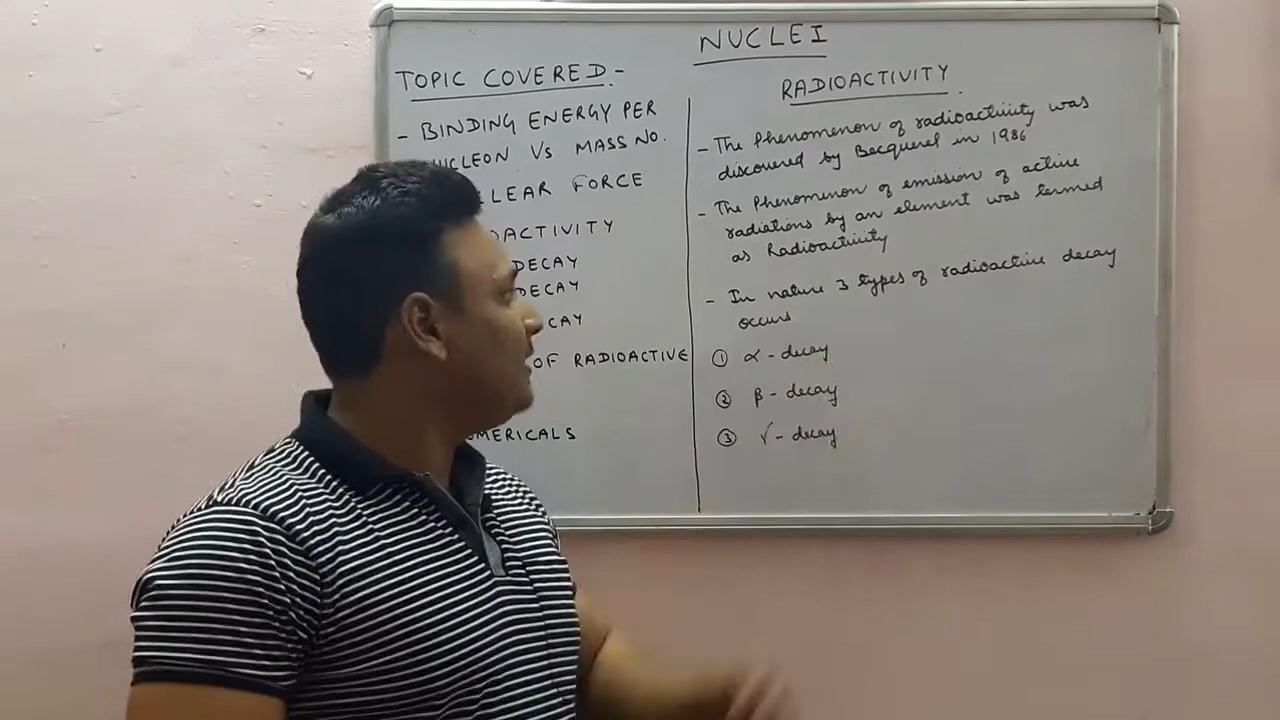 NUCLEI
TOPIC COVERED -
- BINDING ENERGY PER
NUCLEON Vs MASS NO.
LEAR FORCE
OACTIVITY
DECAY
DECAY
CAY
OF RADIOACTIVE
MERICALS
RADIOACTIVITY
- The Phenomenon of radioactivity was
discovered by Becquerel in 1986
- The Phenomenon of emission of active
radiations by an element was termed
as Radioactivity
- In nature 3 types of radioactive decay
occurs
① α - decay
② β - decay
③ γ - decay